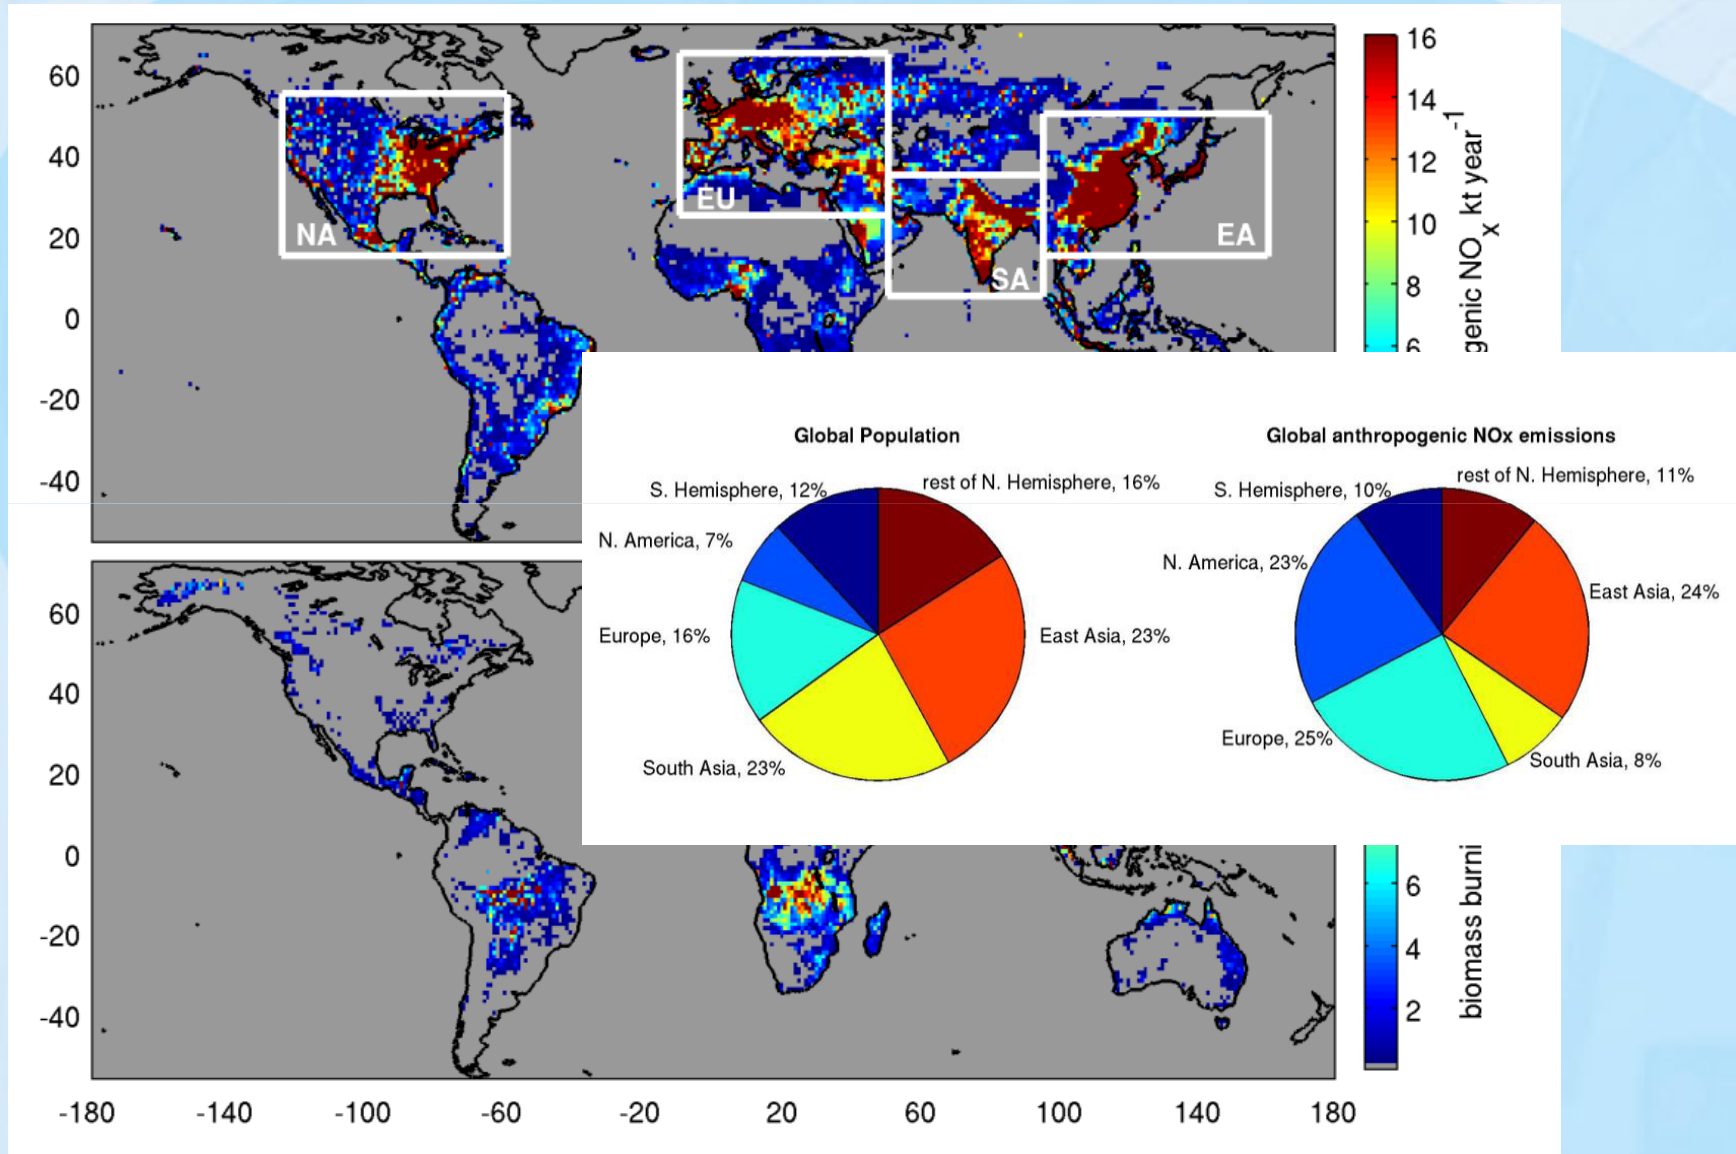 60
40
20
0
-20
-40
NA
EU
SA
EA
16
14
12
10
8
6
genic NOx kt year-1
Global Population
S. Hemisphere, 12%
rest of N. Hemisphere, 16%
N. America, 7%
Europe, 16%
East Asia, 23%
South Asia, 23%
Global anthropogenic NOx emissions
S. Hemisphere, 10%
rest of N. Hemisphere, 11%
N. America, 23%
East Asia, 24%
Europe, 25%
South Asia, 8%
60
40
20
0
-20
-40
6
4
2
biomass burni
-180 -140 -100 -60 -20 20 60 100 140 180